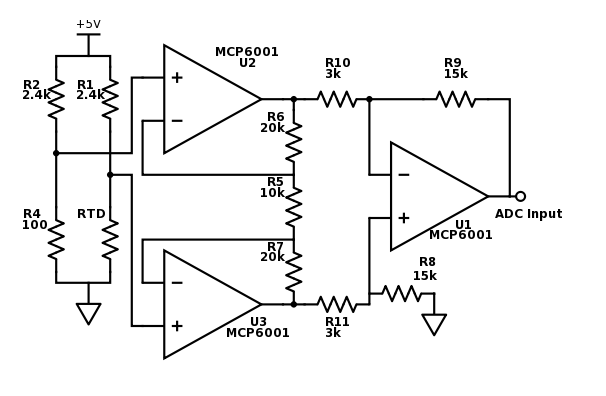 +5V
MCP6001
U2
R10
3k
R9
15k
R2
2.4k
R1
2.4k
+
−
R6
20k
R5
10k
−
+
R4
100
RTD
ADC Input
U1
MCP6001
R7
20k
R8
15k
−
+
U3
MCP6001
R11
3k